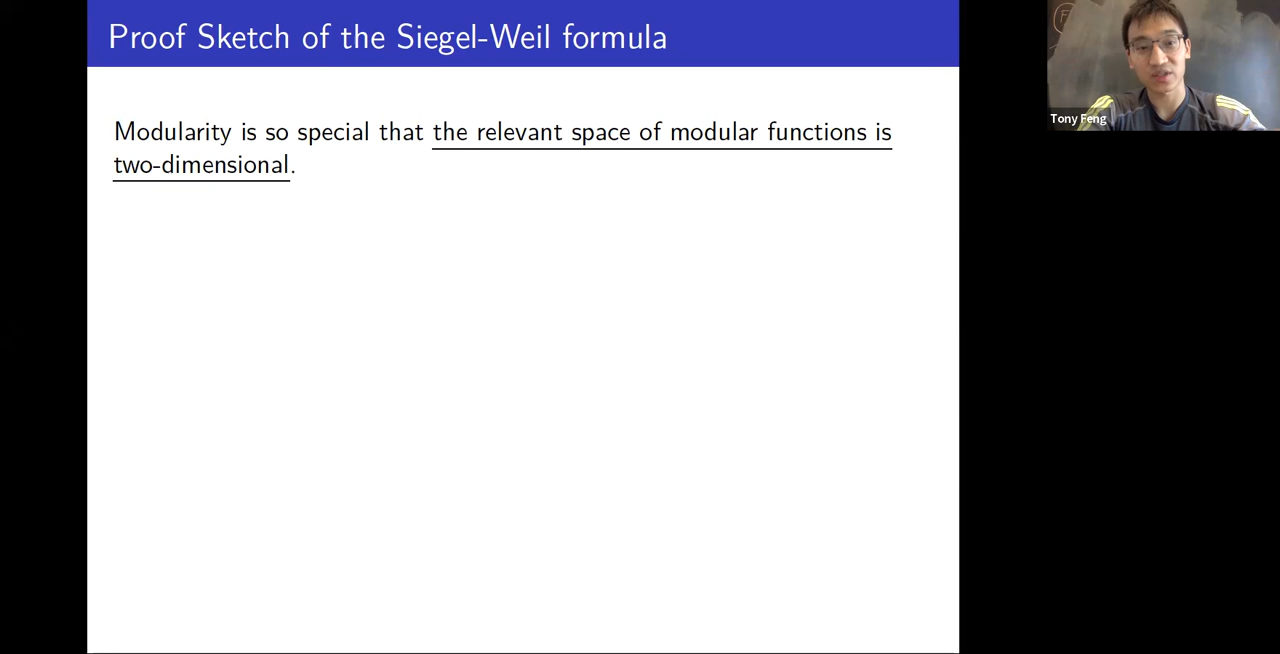 Proof Sketch of the Siegel-Weil formula
Modularity is so special that the relevant space of modular functions is
two-dimensional.
Tony Feng